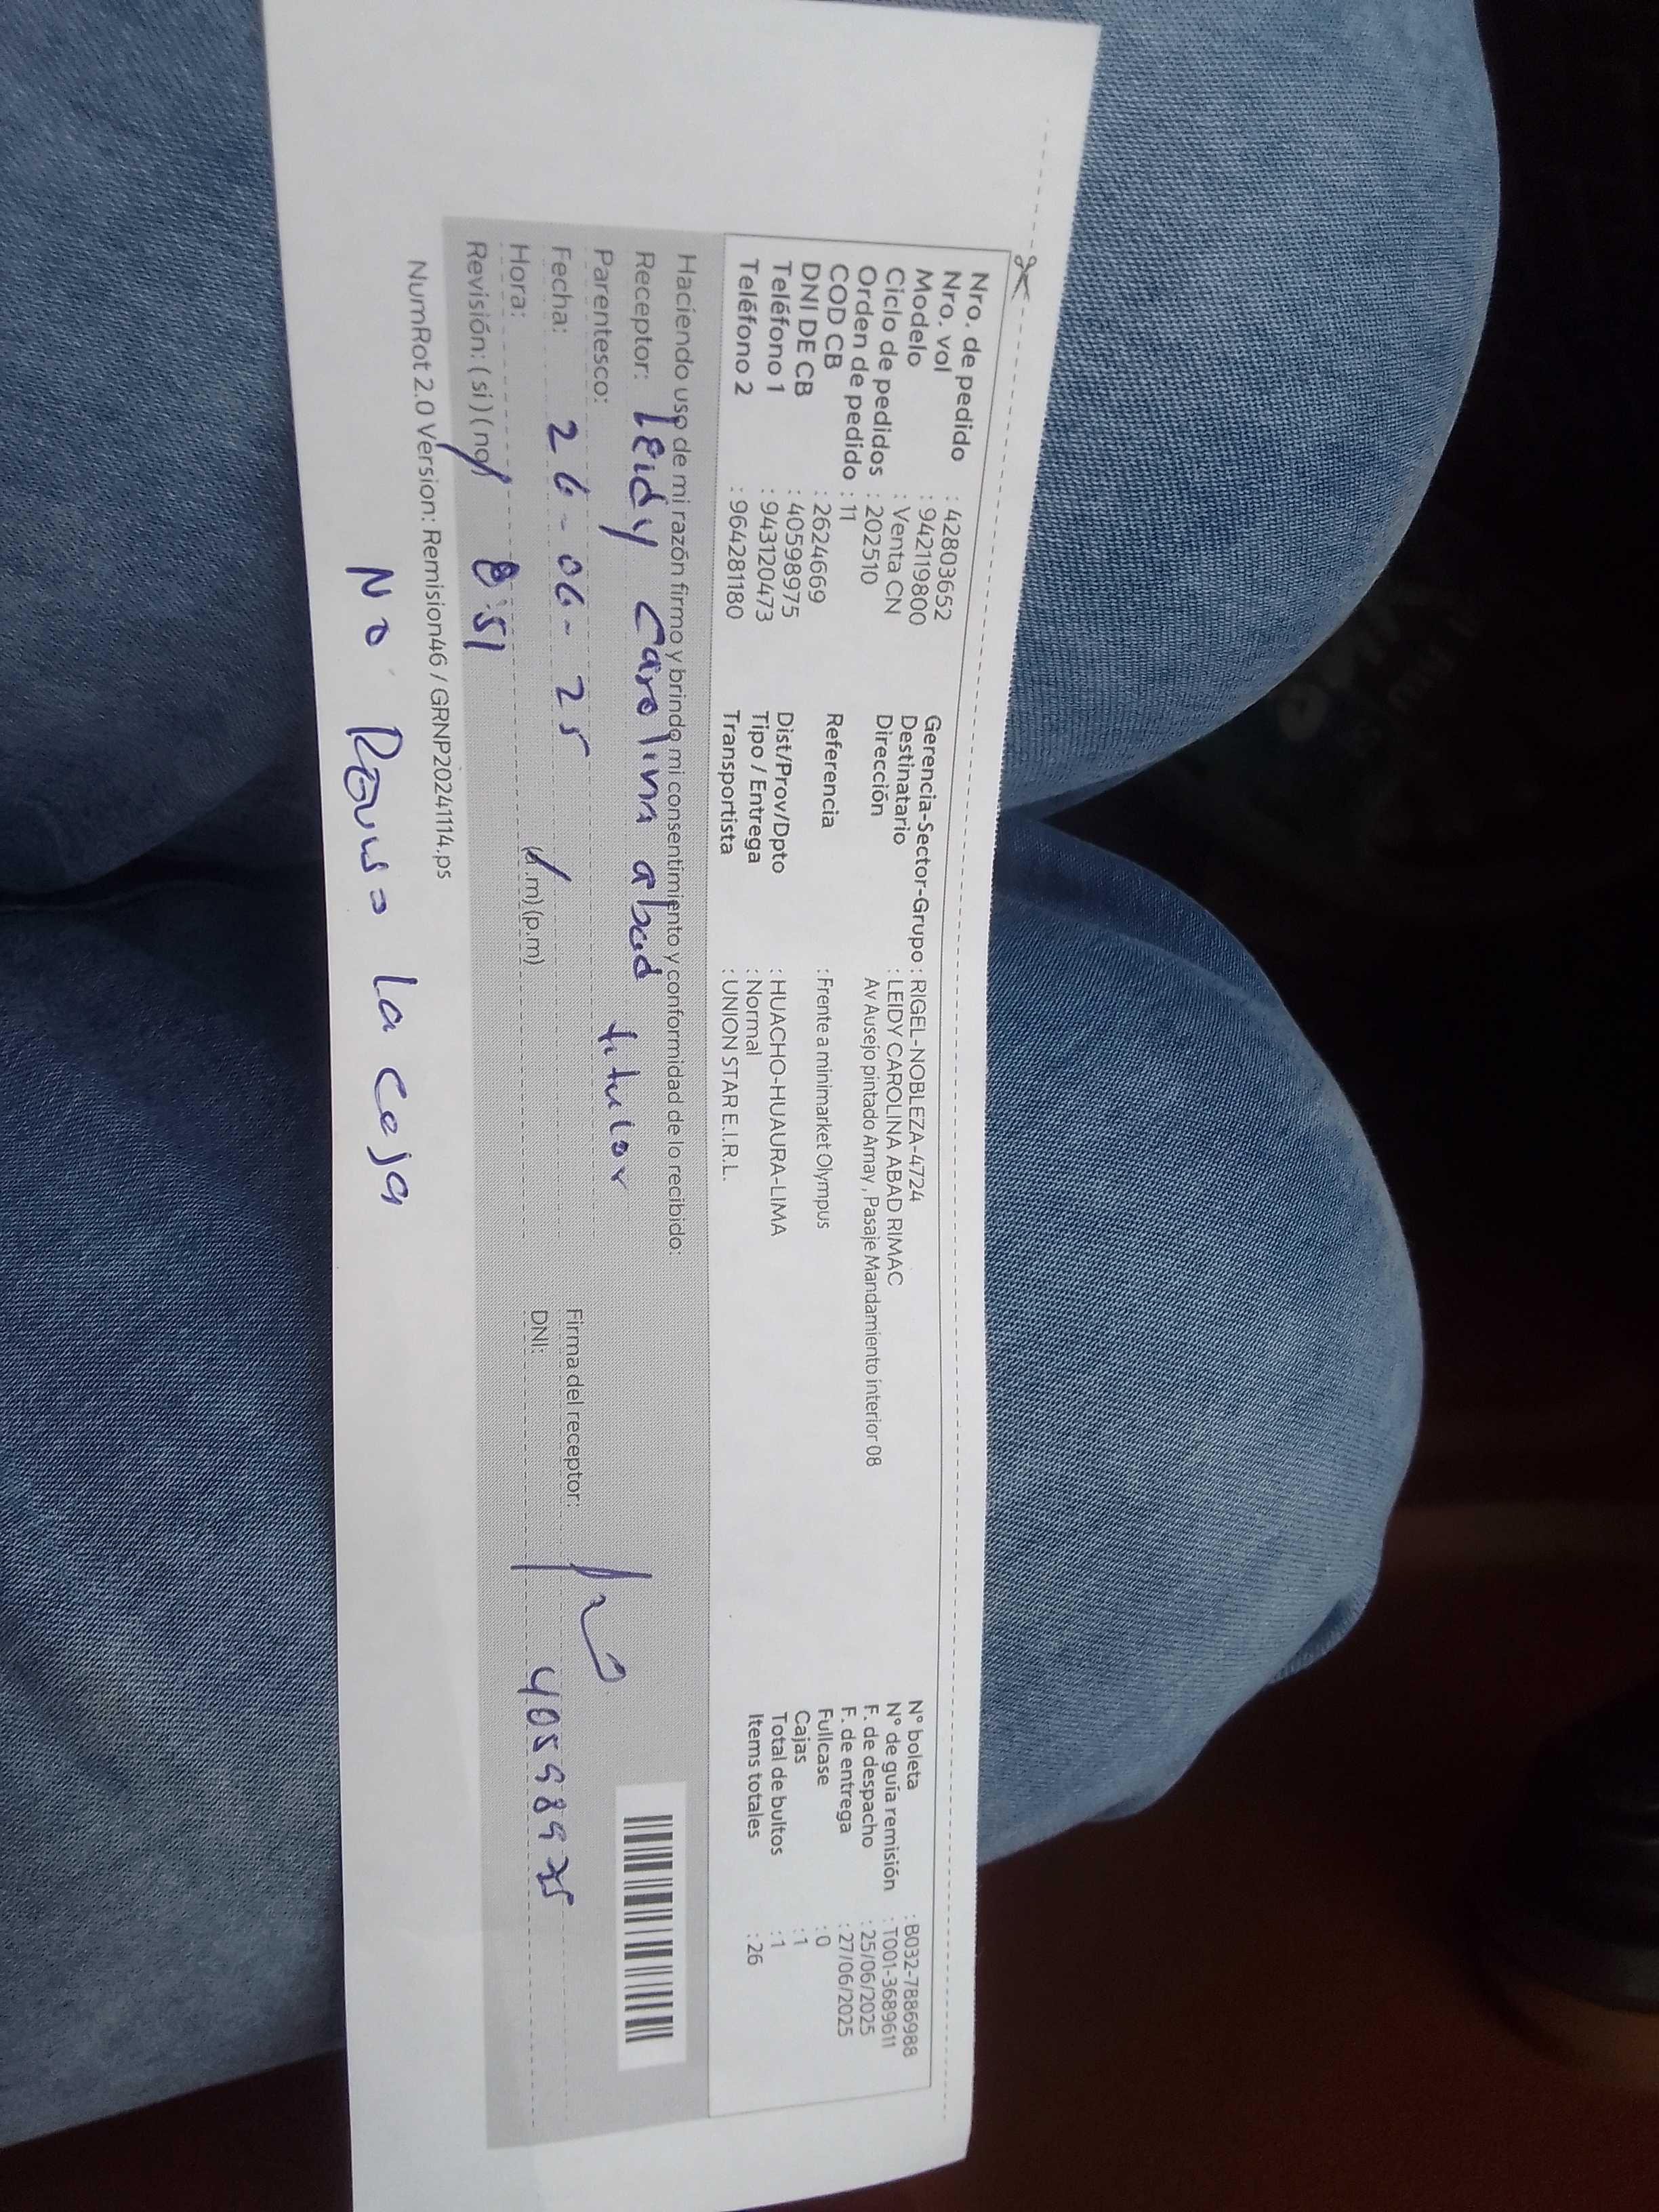 Nro. de pedido : 42803652
Nro. vol : 942119800
Modelo : Venta CN
Ciclo de pedidos : 202510
Orden de pedido : 11
COD CB : 2624669
DNI DE CB : 40598975
Teléfono 1 : 943120473
Teléfono 2 : 964281180
Gerencia-Sector-Grupo : RIGEL-NOBLEZA-4724
Destinatario : LEIDY CAROLINA ABAD RIMAC
Dirección Av Ausejo pintado Amay , Pasaje Mandamiento interior 08
Referencia : Frente a minimarket Olympus
Dist/Prov/Dpto : HUACHO-HUAURA-LIMA
Tipo / Entrega : Normal
Transportista : UNION STAR E.I.R.L.
N° boleta : B032-7886988
N° de guía remisión : T001-3689611
F. de despacho : 25/06/2025
F. de entrega : 27/06/2025
Fullcase : 0
Cajas : 1
Total de bultos : 1
Items totales : 26
Haciendo uso de mi razón firmo y brindo mi consentimiento y conformidad de lo recibido:
Receptor: Leidy Carolina abad
Parentesco: titular
Fecha: 26-06-25
Hora: 8:51 (a.m) (p.m)
Revisión: ( si ) ( no )
Firma del receptor:
DNI: 40598975
NumRot 2.0 Version: Remision46 / GRNP20241114.ps
No Reviso la caja